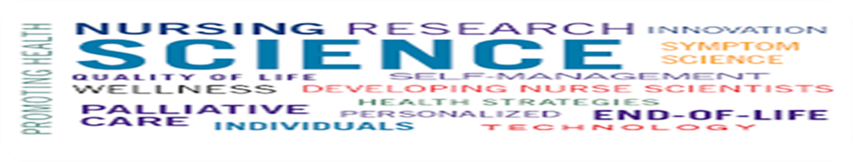 PROMOTING HEALTH
NURSING RESEARCH INNOVATION
SCIENCE
SYMPTOM
SCIENCE
QUALITY OF LIFE SELF-MANAGEMENT
WELLNESS DEVELOPING NURSE SCIENTISTS
HEALTH STRATEGIES
PALLIATIVE
CARE
PERSONALIZED END-OF-LIFE
INDIVIDUALS TECHNOLOGY